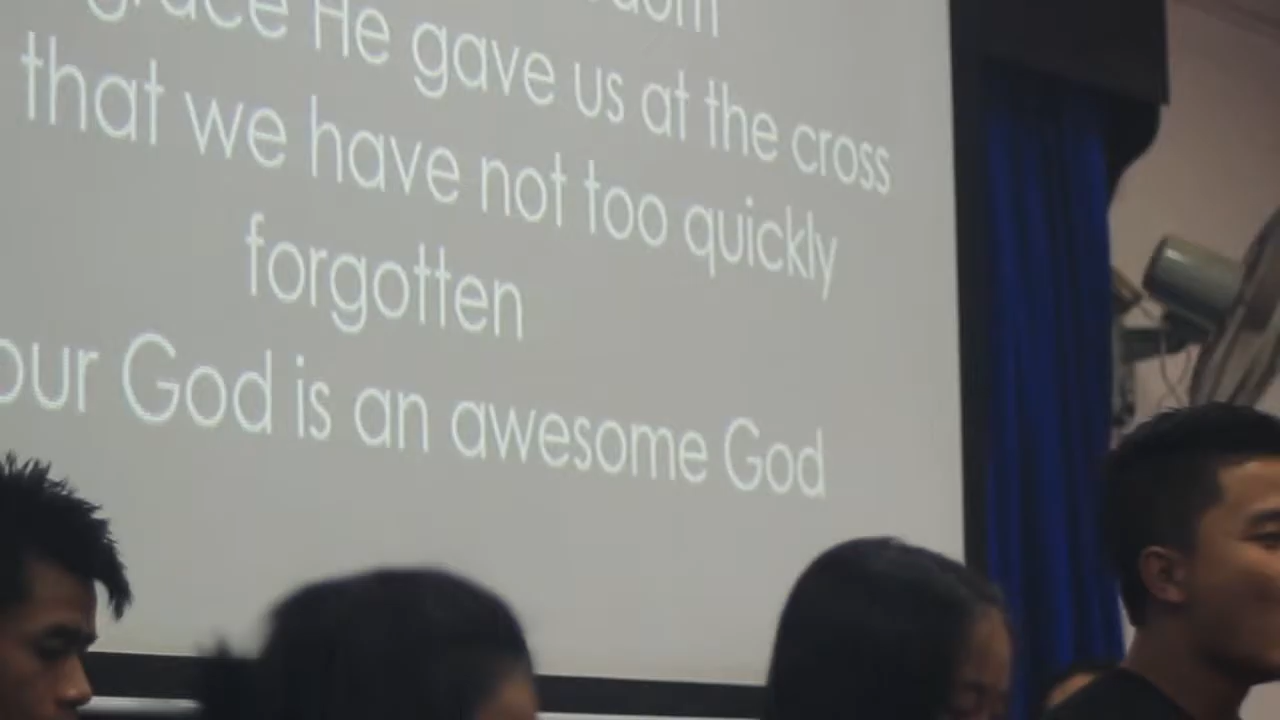 grace He gave us at the cross
that we have not too quickly
forgotten
our God is an awesome God